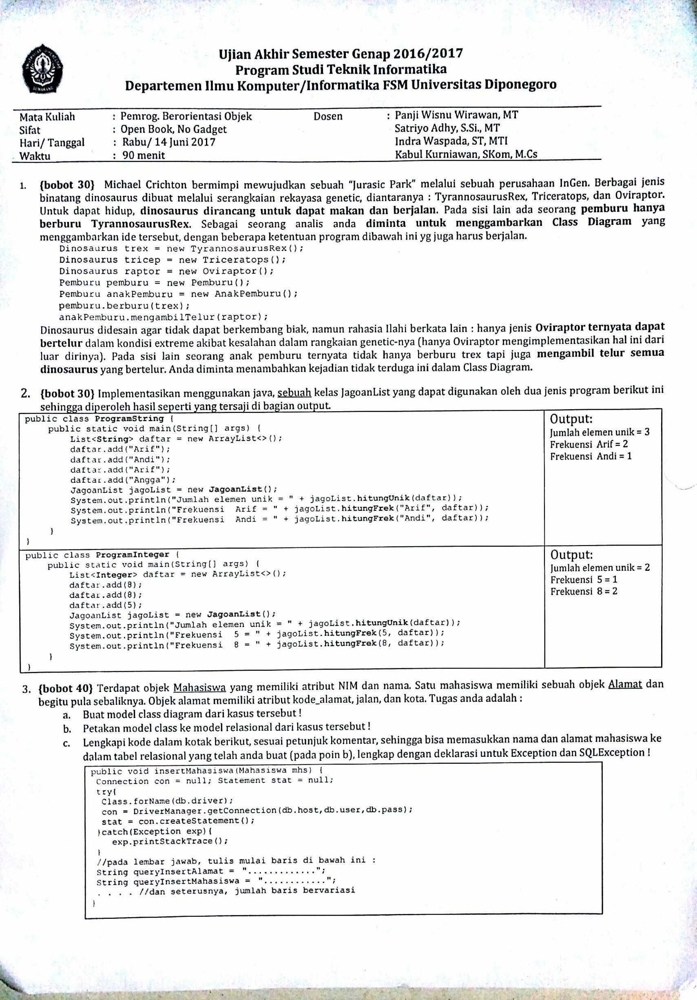 Ujian Akhir Semester Genap 2016/2017
Program Studi Teknik Informatika
Departemen Ilmu Komputer/Informatika FSM Universitas Diponegoro
Mata Kuliah : Pemrog. Berorientasi Objek Dosen : Panji Wisnu Wirawan, MT
Sifat : Open Book, No Gadget Satriyo Adhy, S.Si., MT
Hari/ Tanggal : Rabu/ 14 Juni 2017 Indra Waspada, ST, MTI
Waktu : 90 menit Kabul Kurniawan, SKom, M.Cs
1. {bobot 30} Michael Crichton bermimpi mewujudkan sebuah “Jurasic Park” melalui sebuah perusahaan InGen. Berbagai jenis
binatang dinosaurus dibuat melalui serangkaian rekayasa genetic, diantaranya : TyrannosaurusRex, Triceratops, dan Oviraptor.
Untuk dapat hidup, dinosaurus dirancang untuk dapat makan dan berjalan. Pada sisi lain ada seorang pemburu hanya
berburu TyrannosaurusRex. Sebagai seorang analis anda diminta untuk menggambarkan Class Diagram yang
menggambarkan ide tersebut, dengan beberapa ketentuan program dibawah ini yg juga harus berjalan.
Dinosaurus trex = new TyrannosaurusRex();
Dinosaurus tricep = new Triceratops();
Dinosaurus raptor = new Oviraptor();
Pemburu pemburu = new Pemburu();
Pemburu anakPemburu = new AnakPemburu();
pemburu.berburu(trex);
anakPemburu.mengambilTelur(raptor);
Dinosaurus didesain agar tidak dapat berkembang biak, namun rahasia Ilahi berkata lain : hanya jenis Oviraptor ternyata dapat
bertelur dalam kondisi extreme akibat kesalahan dalam rangkaian genetic-nya (hanya Oviraptor mengimplementasikan hal ini dari
luar dirinya). Pada sisi lain seorang anak pemburu ternyata tidak hanya berburu trex tapi juga mengambil telur semua
dinosaurus yang bertelur. Anda diminta menambahkan kejadian tidak terduga ini dalam Class Diagram.
2. {bobot 30} Implementasikan menggunakan java, sebuah kelas JagoanList yang dapat digunakan oleh dua jenis program berikut ini
sehingga diperoleh hasil seperti yang tersaji di bagian output.
public class ProgramString {
public static void main(String[] args) {
List<String> daftar = new ArrayList<>();
daftar.add("Arif");
daftar.add("Andi");
daftar.add("Arif");
daftar.add("Angga");
JagoanList jagoList = new JagoanList();
System.out.println("Jumlah elemen unik = " + jagoList.hitungUnik(daftar));
System.out.println("Frekuensi Arif = " + jagoList.hitungFrek("Arif", daftar));
System.out.println("Frekuensi Andi = " + jagoList.hitungFrek("Andi", daftar));
}
}
Output:
Jumlah elemen unik = 3
Frekuensi Arif = 2
Frekuensi Andi = 1
public class ProgramInteger {
public static void main(String[] args) {
List<Integer> daftar = new ArrayList<>();
daftar.add(8);
daftar.add(8);
daftar.add(5);
JagoanList jagoList = new JagoanList();
System.out.println("Jumlah elemen unik = " + jagoList.hitungUnik(daftar));
System.out.println("Frekuensi 5 = " + jagoList.hitungFrek(5, daftar));
System.out.println("Frekuensi 8 = " + jagoList.hitungFrek(8, daftar));
}
}
Output:
Jumlah elemen unik = 2
Frekuensi 5 = 1
Frekuensi 8 = 2
3. {bobot 40} Terdapat objek Mahasiswa yang memiliki atribut NIM dan nama. Satu mahasiswa memiliki sebuah objek Alamat dan
begitu pula sebaliknya. Objek alamat memiliki atribut kode_alamat, jalan, dan kota. Tugas anda adalah :
a. Buat model class diagram dari kasus tersebut !
b. Petakan model class ke model relasional dari kasus tersebut !
c. Lengkapi kode dalam kotak berikut, sesuai petunjuk komentar, sehingga bisa memasukkan nama dan alamat mahasiswa ke
dalam tabel relasional yang telah anda buat (pada poin b), lengkap dengan deklarasi untuk Exception dan SQLException !
public void insertMahasiswa(Mahasiswa mhs) {
Connection con = null; Statement stat = null;
try{
Class.forName(db.driver);
con = DriverManager.getConnection(db.host,db.user,db.pass);
stat = con.createStatement();
}catch(Exception exp){
exp.printStackTrace();
}
//pada lembar jawab, tulis mulai baris di bawah ini :
String queryInsertAlamat = ".............";
String queryInsertMahasiswa = "............";
. . . . //dan seterusnya, jumlah baris bervariasi
}